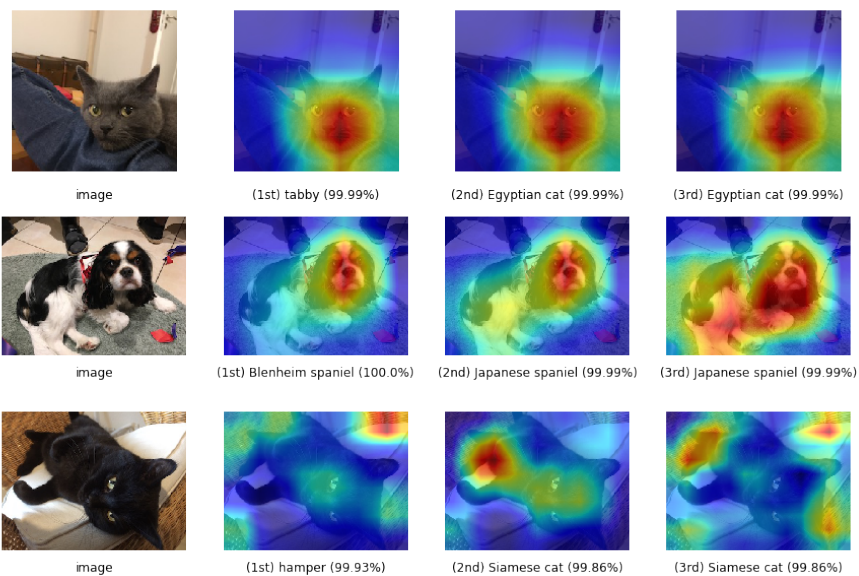 image
(1st) tabby (99.99%)
(2nd) Egyptian cat (99.99%)
(3rd) Egyptian cat (99.99%)
image
(1st) Blenheim spaniel (100.0%)
(2nd) Japanese spaniel (99.99%)
(3rd) Japanese spaniel (99.99%)
image
(1st) hamper (99.93%)
(2nd) Siamese cat (99.86%)
(3rd) Siamese cat (99.86%)